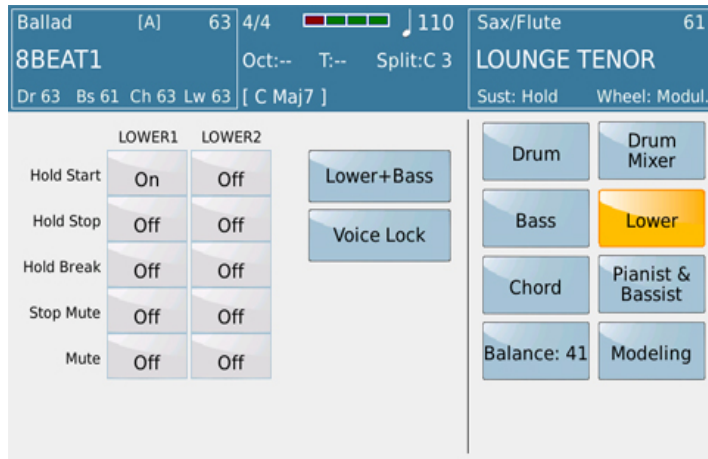 Ballad [A] 63 4/4 110 Sax/Flute 61
8BEAT1 Oct:-- T:-- Split:C 3 LOUNGE TENOR
Dr 63 Bs 61 Ch 63 Lw 63 [ C Maj7 ] Sust: Hold Wheel: Modul.
LOWER1 LOWER2
Hold Start On Off
Hold Stop Off Off
Hold Break Off Off
Stop Mute Off Off
Mute Off Off
Lower+Bass
Voice Lock
Drum
Drum
Mixer
Bass
Lower
Chord
Pianist &
Bassist
Balance: 41
Modeling